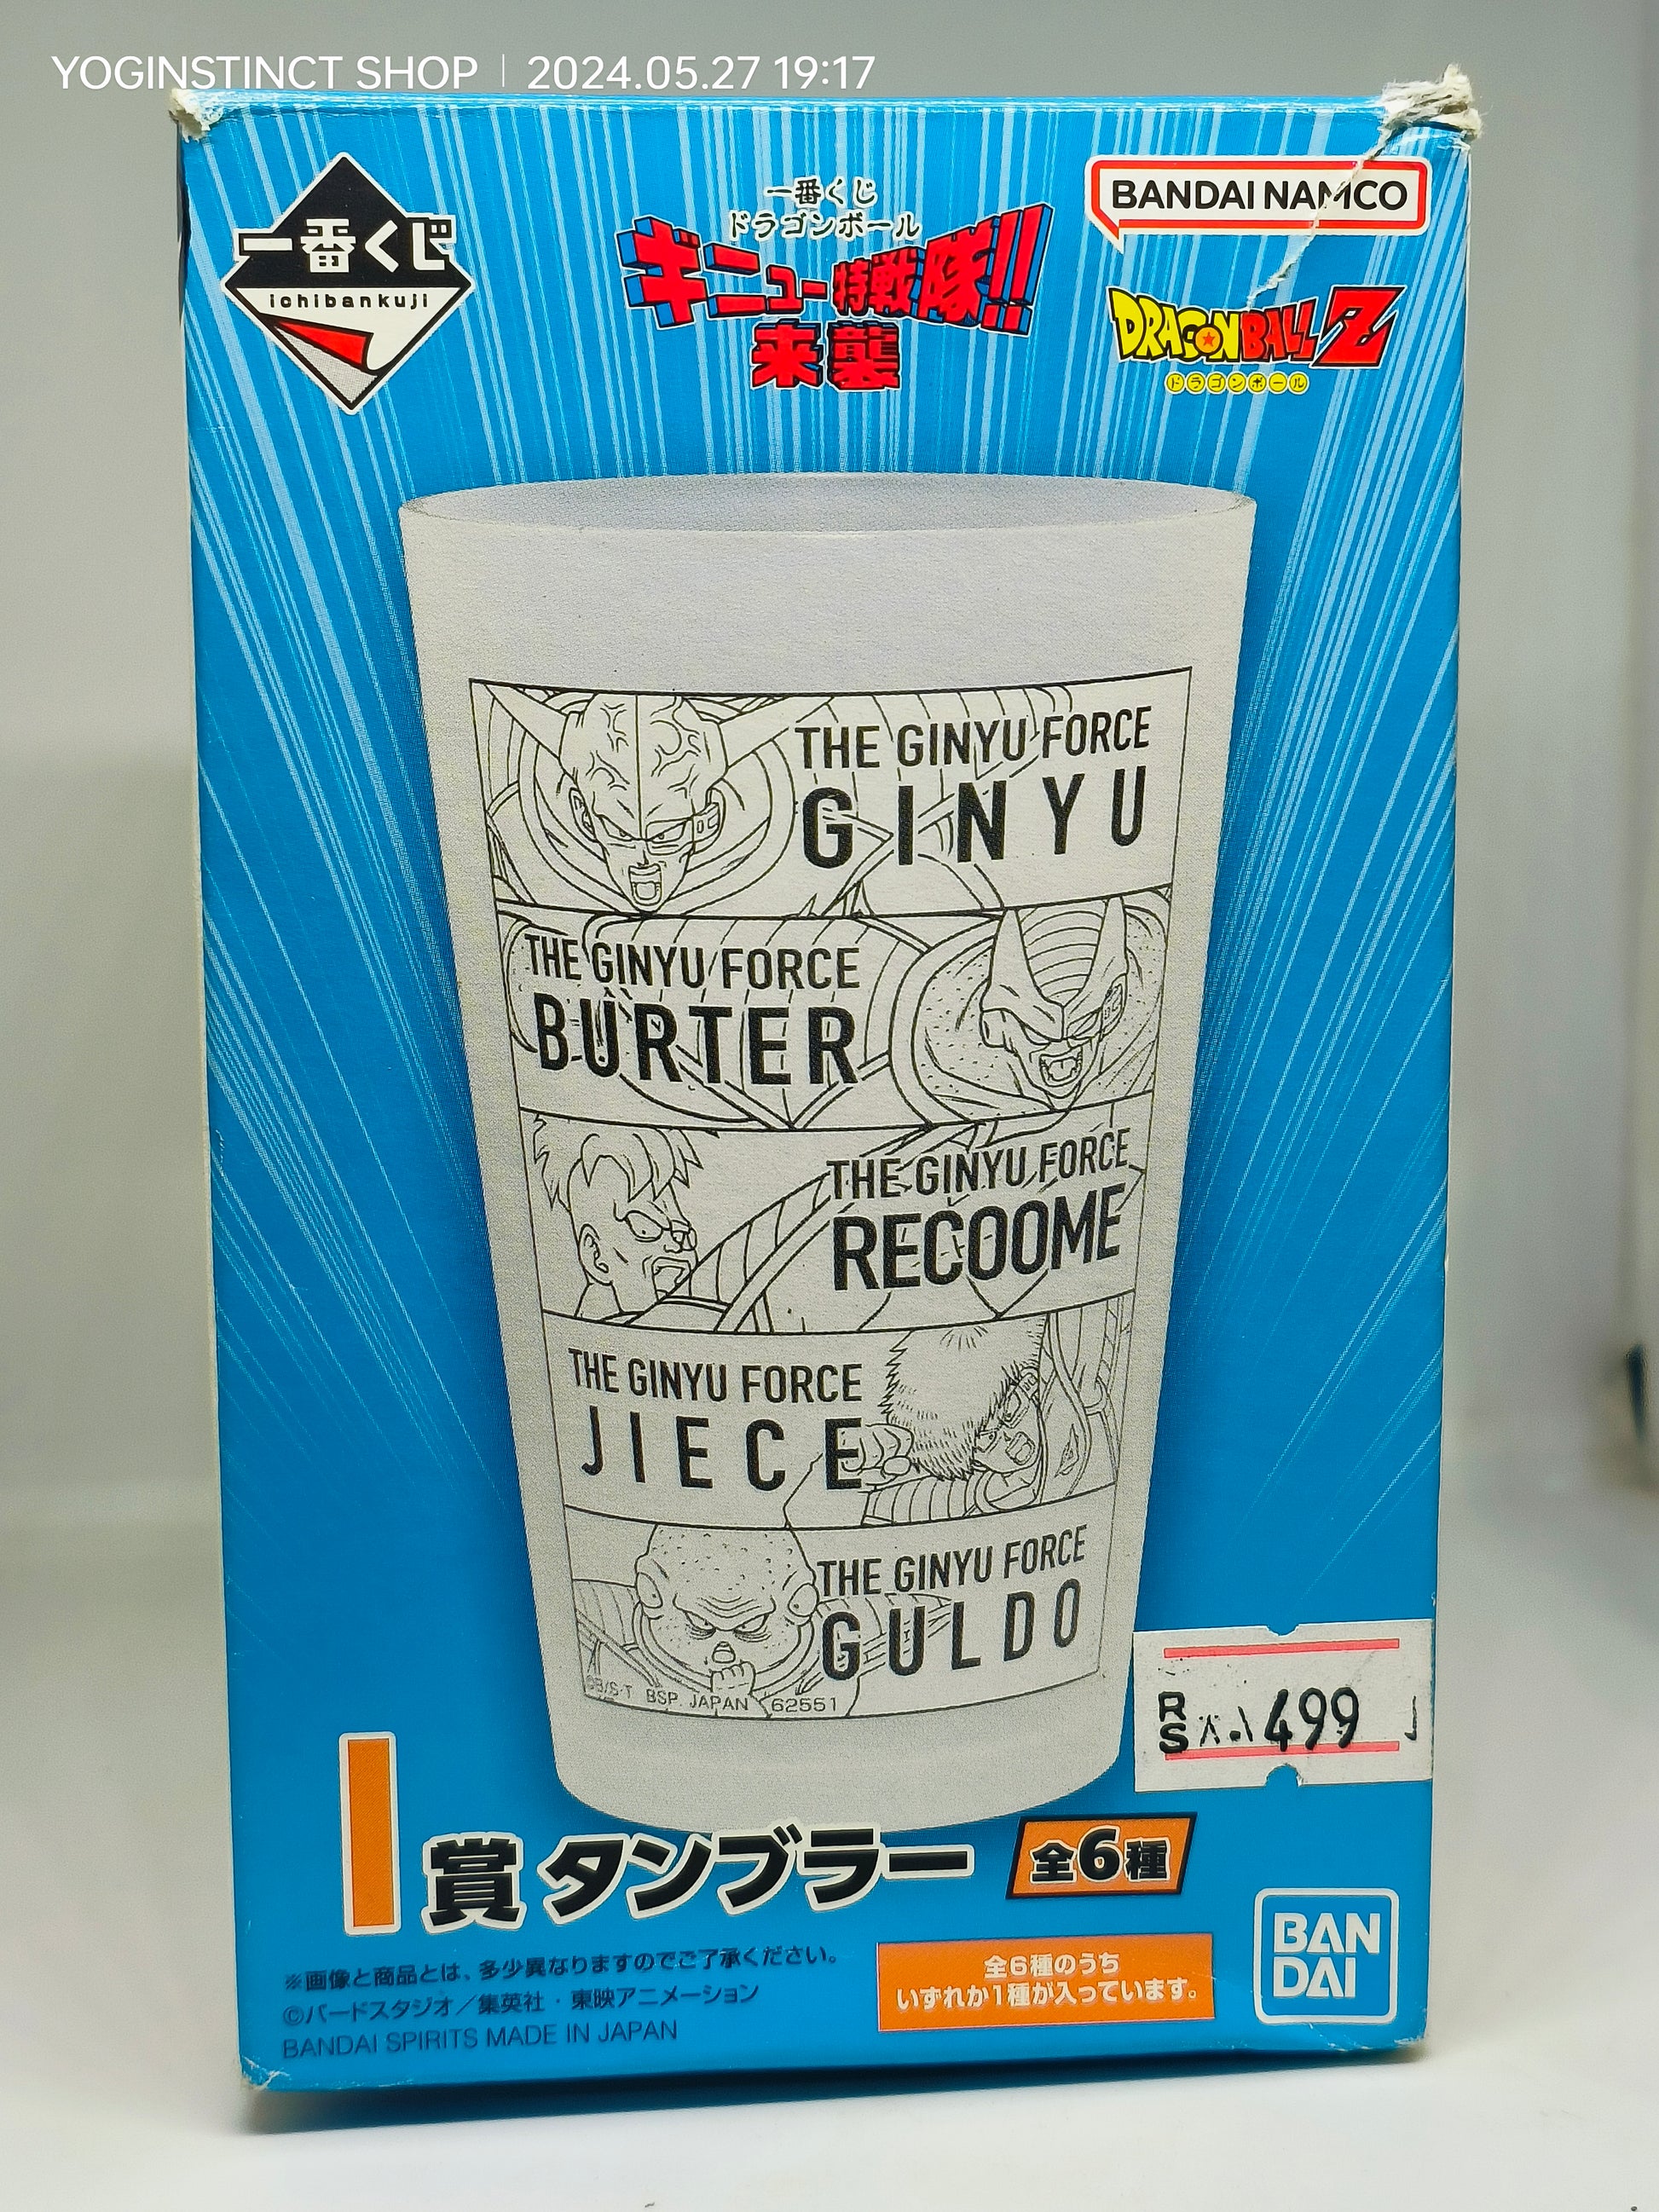 YOGINSTINCT SHOP | 2024.05.27 19:17
一番くじ
ichibankuji
一番くじ
ドラゴンボール
ギニュー特戦隊!!
来襲
BANDAI NAMCO
DRAGONBALL Z
ドラゴンボール
THE GINYU FORCE
GINYU
THE GINYU FORCE
BURTER
THE GINYU FORCE
RECOOME
THE GINYU FORCE
JIECE
THE GINYU FORCE
GULDO
©B/S・T BSP JAPAN 62551
RS
499
I賞 タンブラー 全6種
※画像と商品とは、多少異なりますのでご了承ください。
©バードスタジオ/集英社・東映アニメーション
BANDAI SPIRITS MADE IN JAPAN
全6種のうち
いずれか1種が入っています。
BAN
DAI